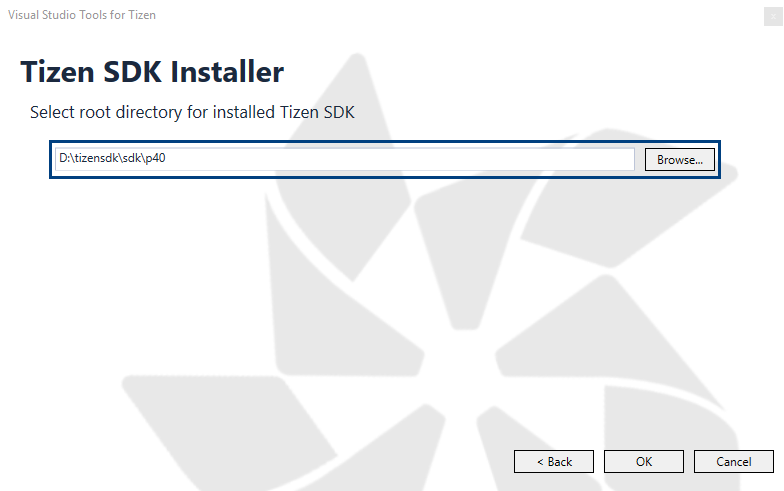 Visual Studio Tools for Tizen
Tizen SDK Installer
Select root directory for installed Tizen SDK
D:\tizensdk\sdk\p40
Browse...
< Back
OK
Cancel